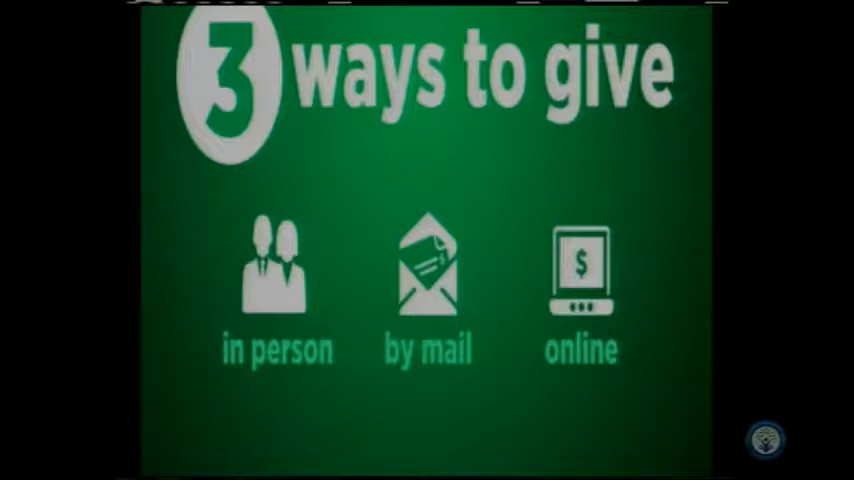 3 ways to give
$
in person
by mail
online